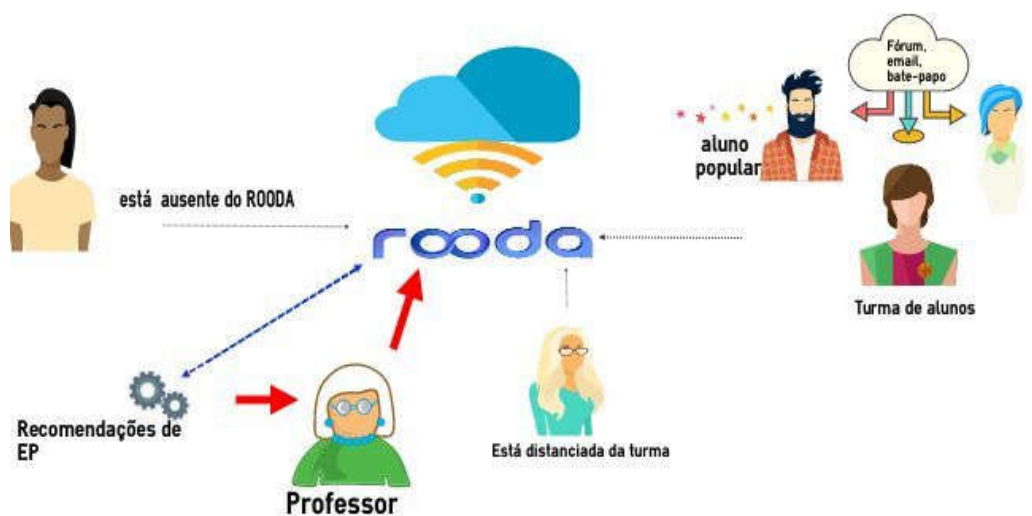 Fórum,
email,
bate-papo
aluno
popular
está ausente do ROODA
rooda
Turma de alunos
Recomendações de
EP
Está distanciada da turma
Professor